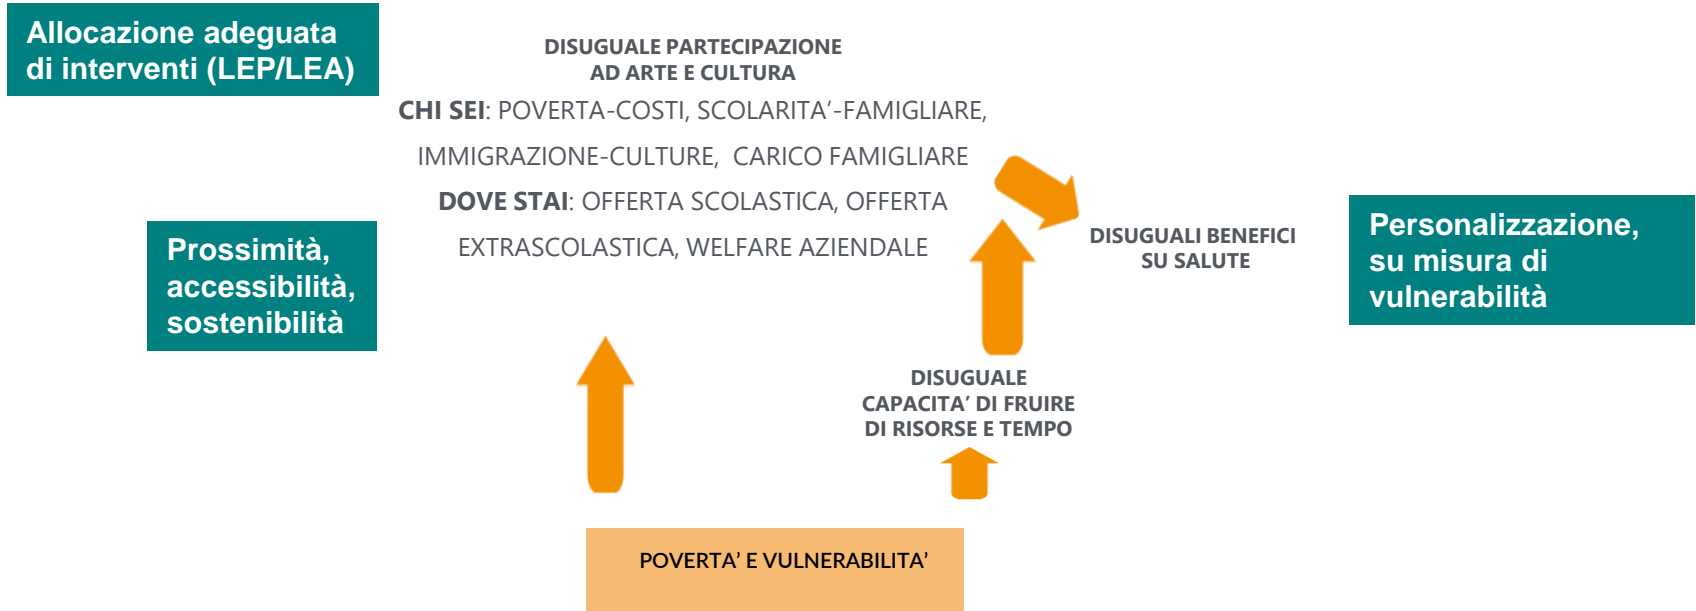 Allocazione adeguata
di interventi (LEP/LEA)
DISUGUALE PARTECIPAZIONE
AD ARTE E CULTURA
CHI SEI: POVERTA-COSTI, SCOLARITA’-FAMIGLIARE,
IMMIGRAZIONE-CULTURE, CARICO FAMIGLIARE
DOVE STAI: OFFERTA SCOLASTICA, OFFERTA
EXTRASCOLASTICA, WELFARE AZIENDALE
Prossimità,
accessibilità,
sostenibilità
DISUGUALI BENEFICI
SU SALUTE
Personalizzazione,
su misura di
vulnerabilità
DISUGUALE
CAPACITA’ DI FRUIRE
DI RISORSE E TEMPO
POVERTA’ E VULNERABILITA’